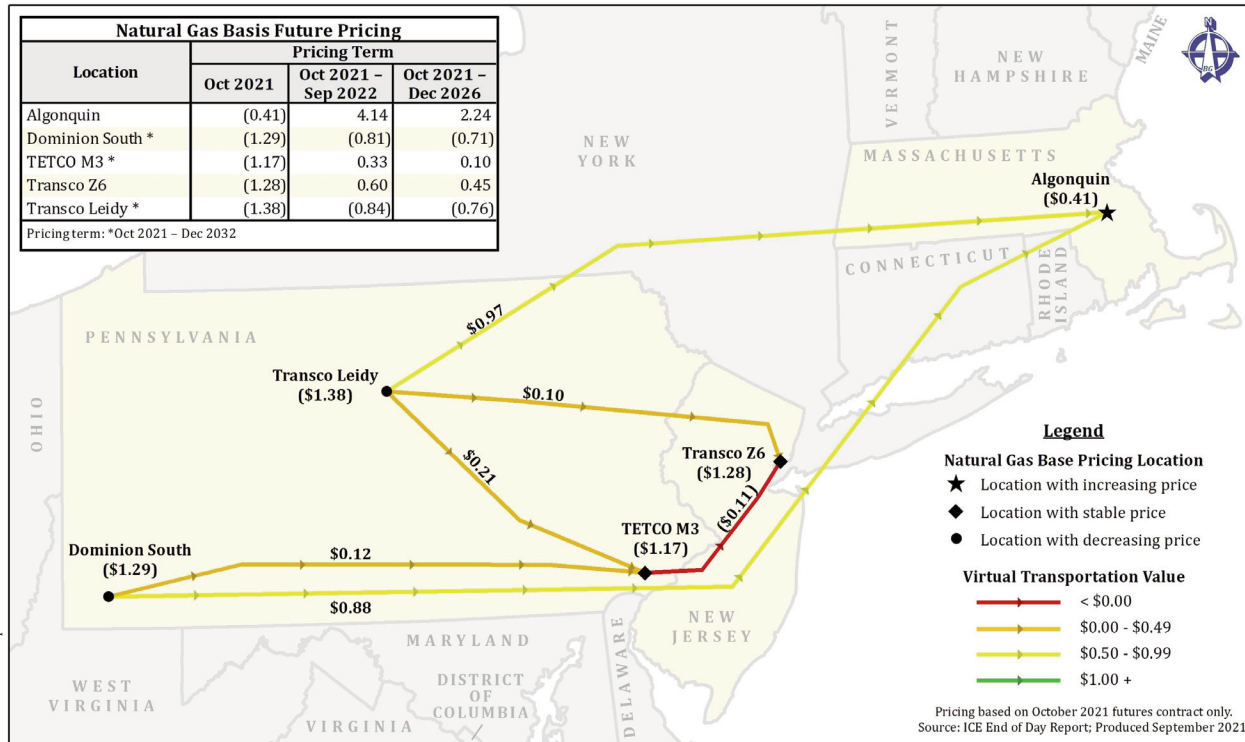 Natural Gas Basis Future Pricing
Location
Pricing Term
Oct 2021
Oct 2021 –
Sep 2022
Oct 2021 –
Dec 2026
Algonquin (0.41) 4.14 2.24
Dominion South * (1.29) (0.81) (0.71)
TETCO M3 * (1.17) 0.33 0.10
Transco Z6 (1.28) 0.60 0.45
Transco Leidy * (1.38) (0.84) (0.76)
Pricing term: *Oct 2021 – Dec 2032
BG
MAINE
VERMONT
NEW
HAMPSHIRE
NEW
YORK
MASSACHUSETTS
Algonquin
($0.41)
CONNECTICUT
RHODE
ISLAND
PENNSYLVANIA
$0.97
Transco Leidy
($1.38)
$0.10
OHIO
$0.21
Transco Z6
($1.28)
($0.11)
TETCO M3
($1.17)
Dominion South
($1.29)
$0.12
$0.88
NEW
JERSEY
MARYLAND
DELAWARE
WEST
VIRGINIA
DISTRICT
OF
COLUMBIA
VIRGINIA
Legend
Natural Gas Base Pricing Location
Location with increasing price
Location with stable price
Location with decreasing price
Virtual Transportation Value
< $0.00
$0.00 - $0.49
$0.50 - $0.99
$1.00 +
Pricing based on October 2021 futures contract only.
Source: ICE End of Day Report; Produced September 2021